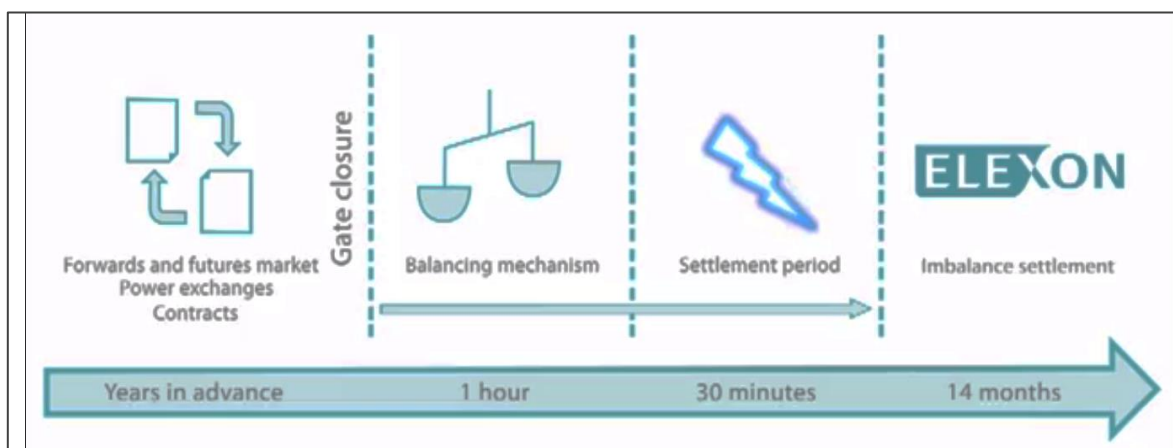 Gate closure
Forwards and futures market
Power exchanges
Contracts
Balancing mechanism
Settlement period
ELEXON
Imbalance settlement
Years in advance
1 hour
30 minutes
14 months